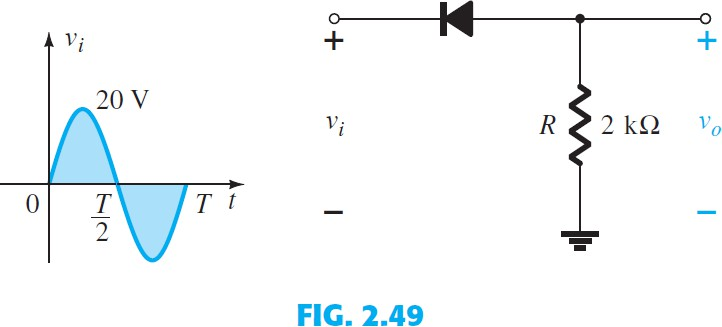 v_i
20 V
0
T/2
T
t
+
v_i
−
R
2 kΩ
+
v_o
−
FIG. 2.49